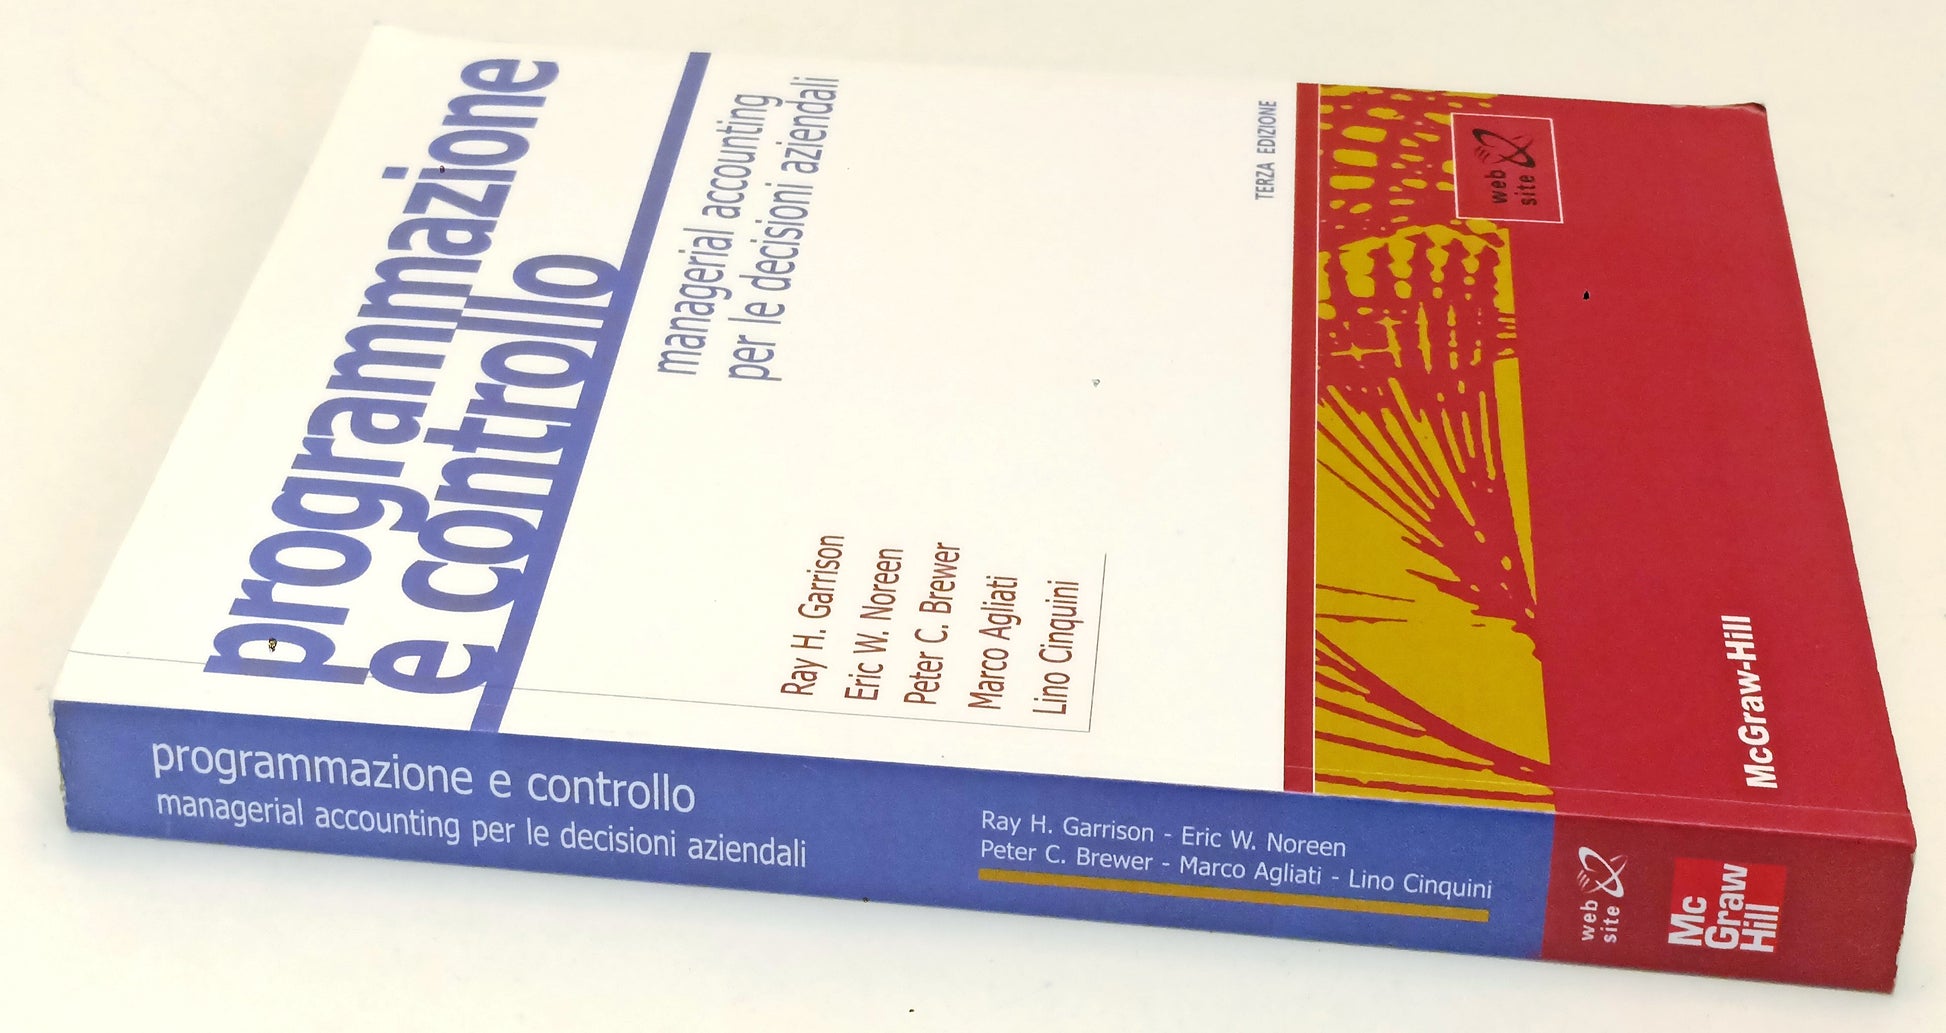 programmazione
e controllo
managerial accounting
per le decisioni aziendali
Ray H. Garrison
Eric W. Noreen
Peter C. Brewer
Marco Agliati
Lino Cinquini
TERZA EDIZIONE
web
site
McGraw-Hill
programmazione e controllo
managerial accounting per le decisioni aziendali
Ray H. Garrison - Eric W. Noreen
Peter C. Brewer - Marco Agliati - Lino Cinquini
web
site
Mc
Graw
Hill